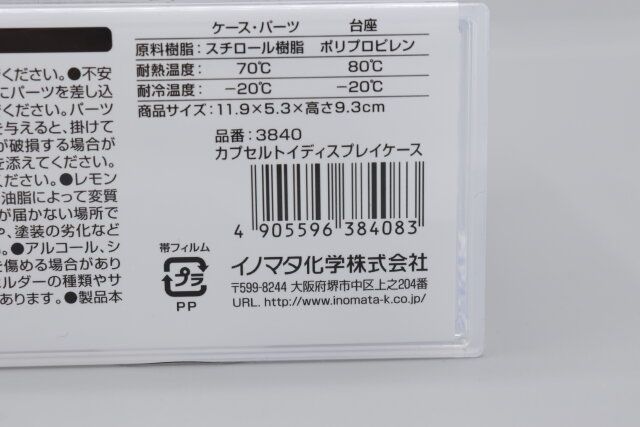 ケース・パーツ 台座
原料樹脂: スチロール樹脂 ポリプロピレン
耐熱温度: 70℃ 80℃
耐冷温度: −20℃ −20℃
商品サイズ: 11.9×5.3×高さ9.3cm
品番: 3840
カプセルトイディスプレイケース
4 905596 384083
帯フィルム
プラ
PP
イノマタ化学株式会社
〒599-8244 大阪府堺市中区上之204番
URL. http://www.inomata-k.co.jp/
ください。●不安
にパーツを差し込
でください。パーツ
を与えると、掛けて
が破損する場合が
を添えてください。
ください。●レモン
油脂によって変質
が届かない場所で
や、塗装の劣化など
。●アルコール、シ
を傷める場合があり
ルダーの種類やサ
あります。●製品本